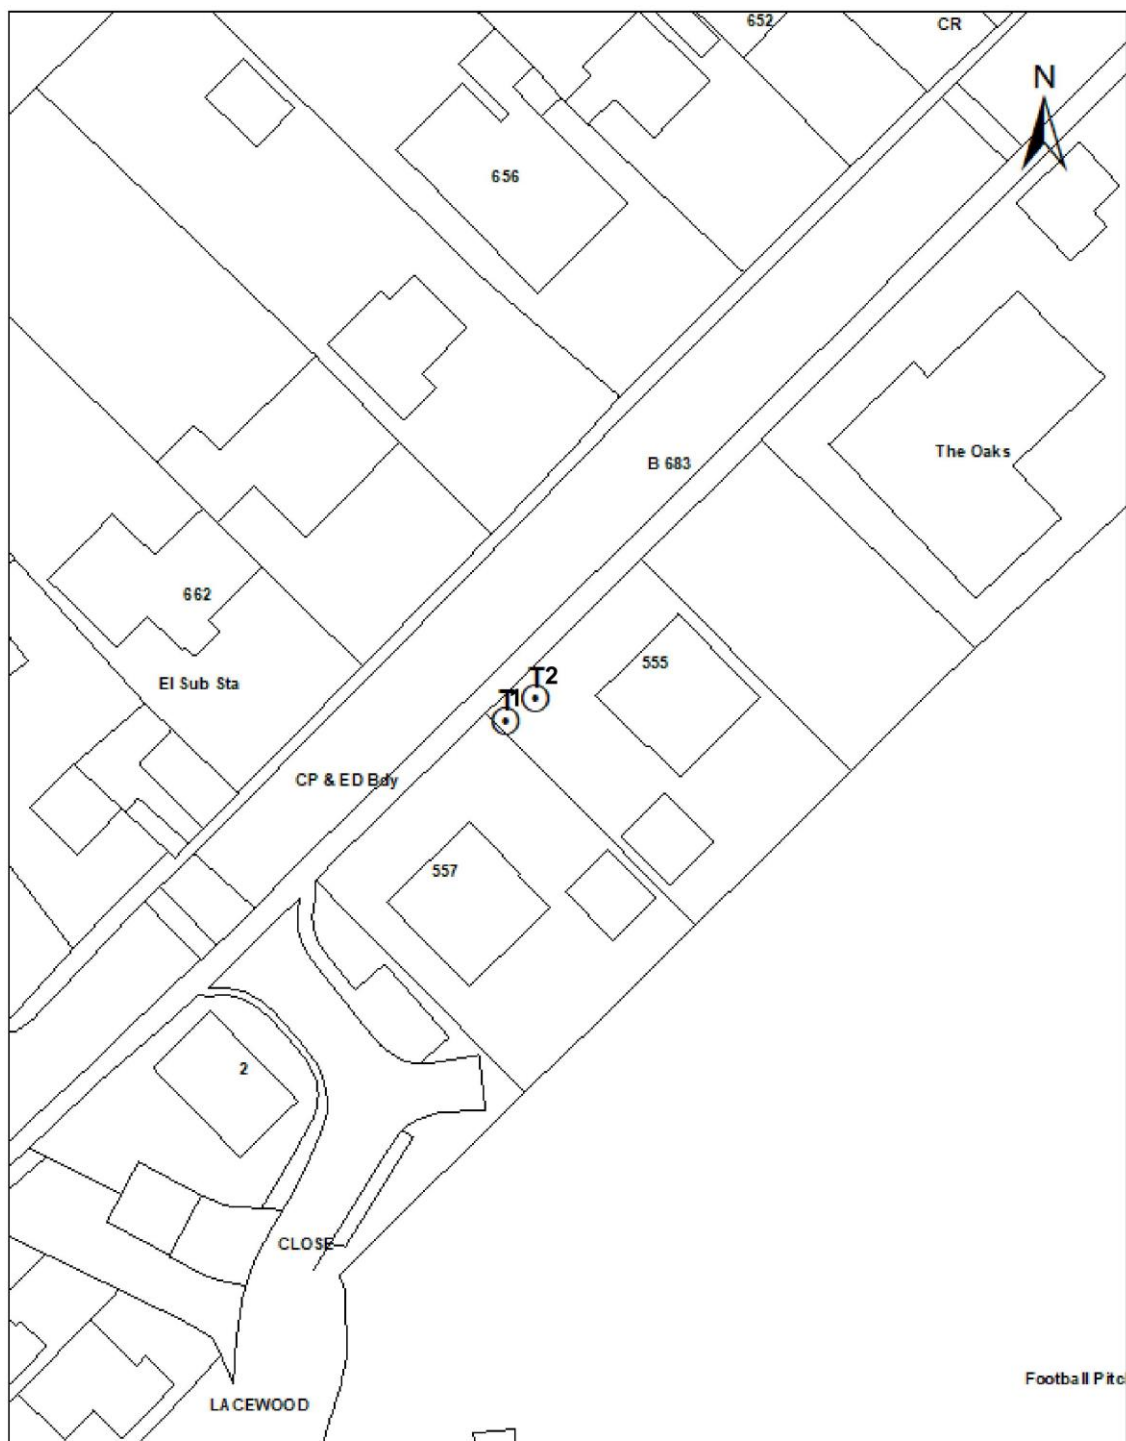 652
CR
N
656
B 683
The Oaks
662
555
El Sub Sta
T2
T1
CP & ED Bdy
557
2
CLOSE
Football Pitc
LACEWOOD